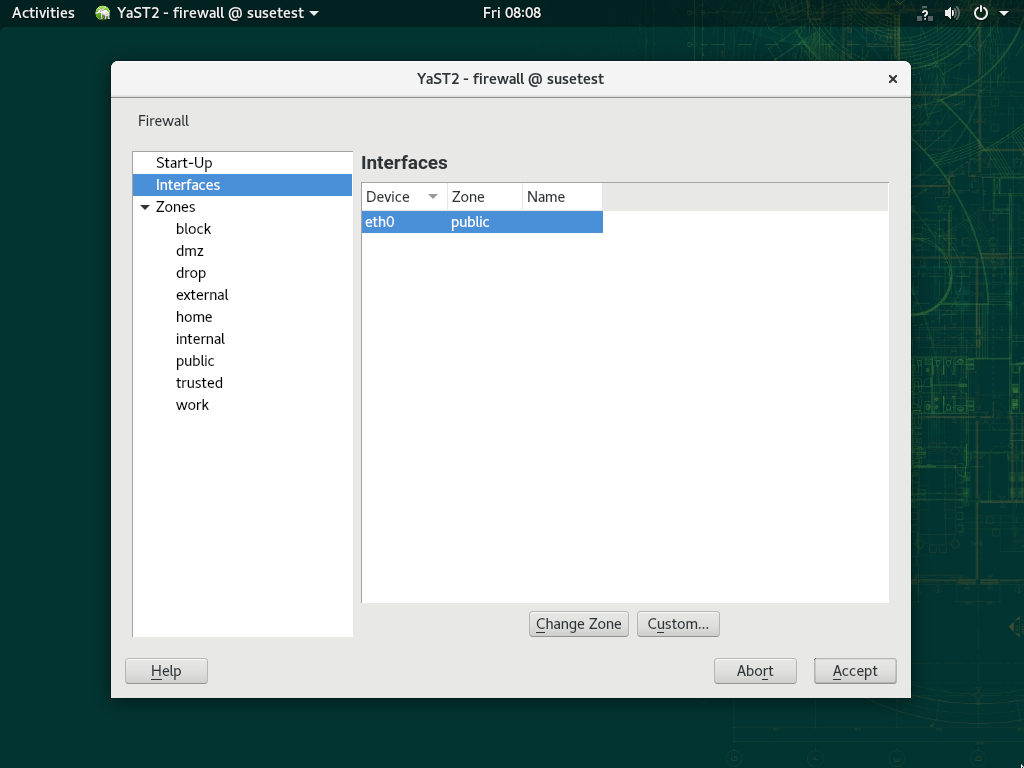 Activities YaST2 - firewall @ susetest Fri 08:08
YaST2 - firewall @ susetest
Firewall
Start-Up
Interfaces
Zones
block
dmz
drop
external
home
internal
public
trusted
work
Interfaces
Device Zone Name
eth0 public
Change Zone Custom...
Help Abort Accept